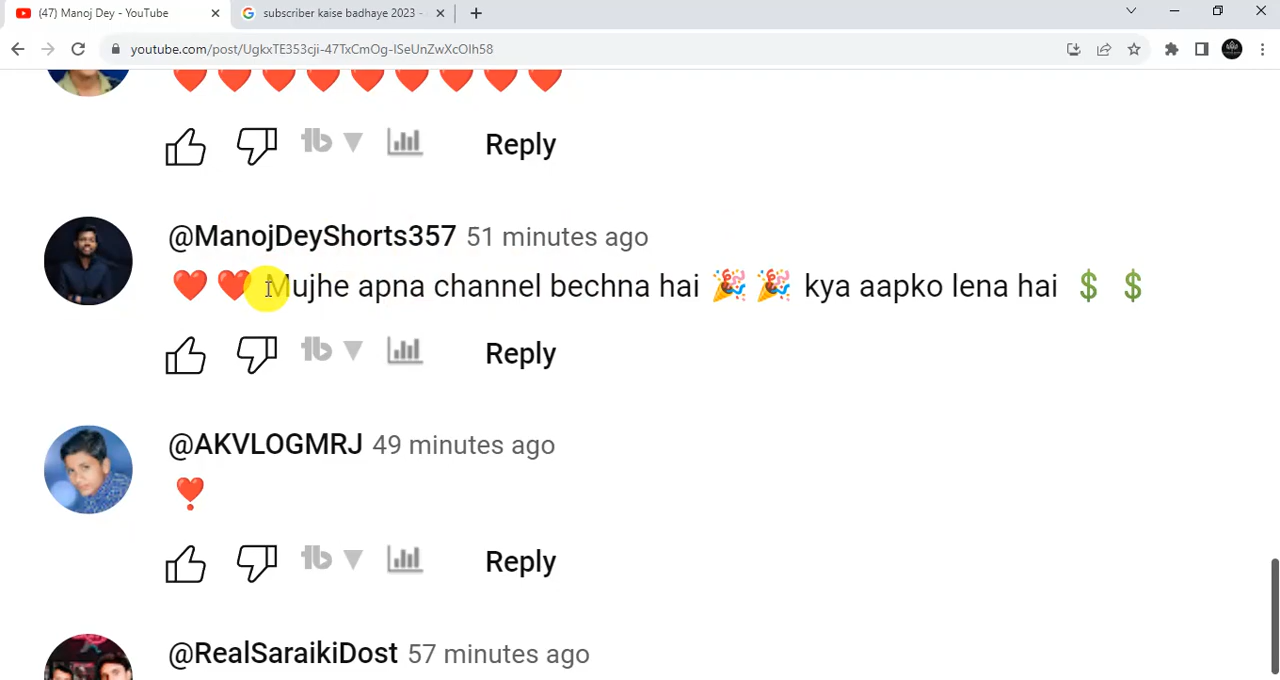 (47) Manoj Dey - YouTube
subscriber kaise badhaye 2023 -
youtube.com/post/UgkxTE353cji-47TxCmOg-ISeUnZwXcOlh58
❤️❤️❤️❤️❤️❤️❤️❤️❤️
Reply
@ManojDeyShorts357 51 minutes ago
❤️❤️ Mujhe apna channel bechna hai 🎉🎉 kya aapko lena hai 💲💲
Reply
@AKVLOGMRJ 49 minutes ago
❣️
Reply
@RealSaraikiDost 57 minutes ago